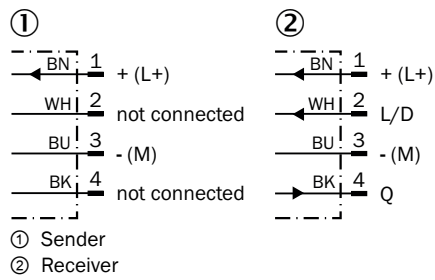 ① ②
BN 1 + (L+) BN 1 + (L+)
WH 2 not connected WH 2 L/D
BU 3 - (M) BU 3 - (M)
BK 4 not connected BK 4 Q
① Sender
② Receiver